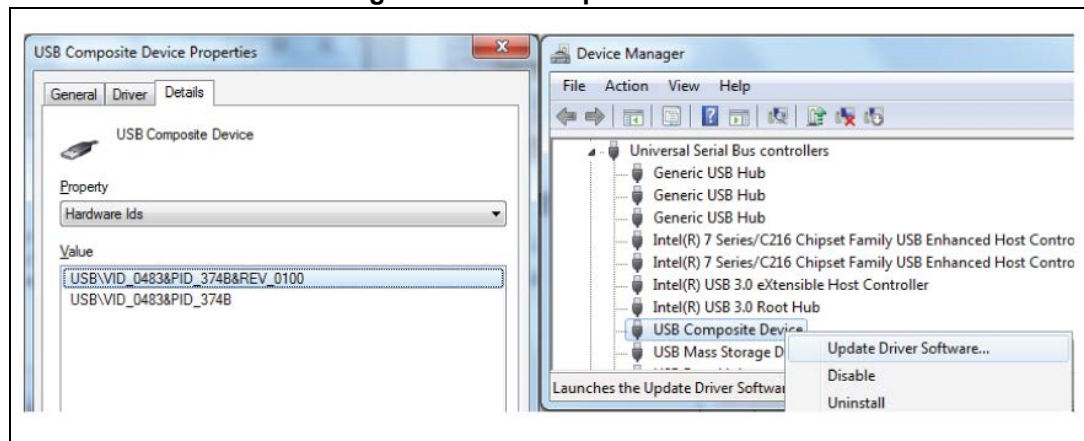 USB Composite Device Properties
General Driver Details
USB Composite Device
Property
Hardware Ids
Value
USB\VID_0483&PID_374B&REV_0100
USB\VID_0483&PID_374B
Device Manager
File Action View Help
Universal Serial Bus controllers
Generic USB Hub
Generic USB Hub
Generic USB Hub
Intel(R) 7 Series/C216 Chipset Family USB Enhanced Host Contro
Intel(R) 7 Series/C216 Chipset Family USB Enhanced Host Contro
Intel(R) USB 3.0 eXtensible Host Controller
Intel(R) USB 3.0 Root Hub
USB Composite Device
USB Mass Storage D
Launches the Update Driver Softwa
Update Driver Software...
Disable
Uninstall